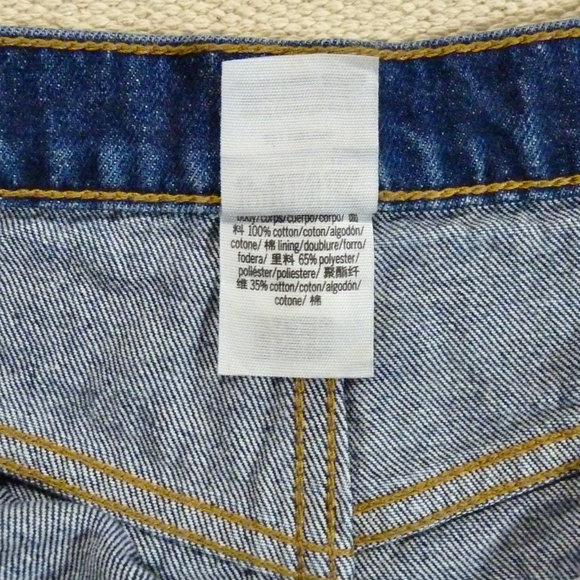 body/corps/cuerpo/corpo/ 面
料 100% cotton/coton/algodón/
cotone/ 棉 lining/doublure/forro/
fodera/ 里料 65% polyester/
poliéster/poliestere/ 聚酯纤
维 35% cotton/coton/algodón/
cotone/ 棉